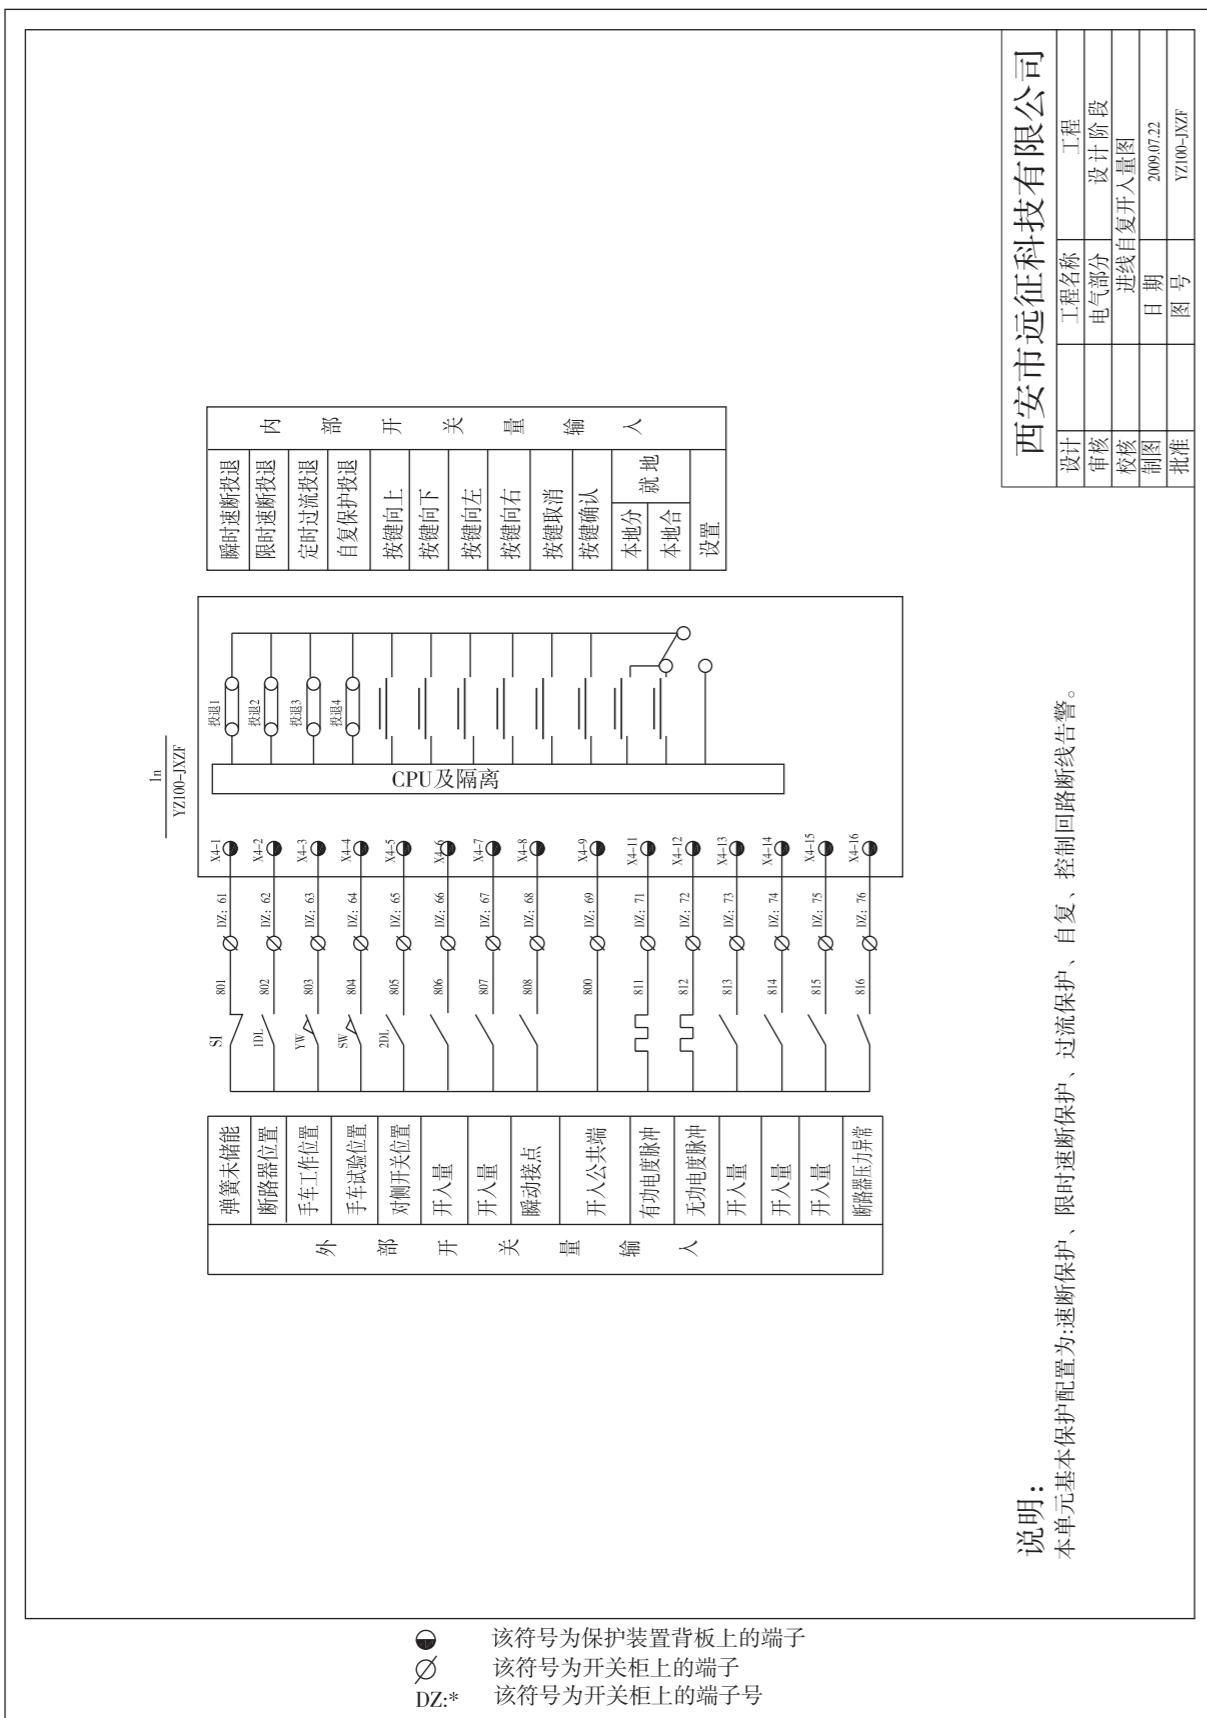 1n
YZ100-JXZF
外部开关量输入
弹簧未储能
断路器位置
手车工作位置
手车试验位置
对侧开关位置
开入量
开入量
瞬动接点
开入公共端
有功电度脉冲
无功电度脉冲
开入量
开入量
开入量
断路器压力异常
SI 801 DZ: 61 X4-1
1DL 802 DZ: 62 X4-2
YW 803 DZ: 63 X4-3
SW 804 DZ: 64 X4-4
2DL 805 DZ: 65 X4-5
806 DZ: 66 X4-6
807 DZ: 67 X4-7
808 DZ: 68 X4-8
800 DZ: 69 X4-9
811 DZ: 71 X4-11
812 DZ: 72 X4-12
813 DZ: 73 X4-13
814 DZ: 74 X4-14
815 DZ: 75 X4-15
816 DZ: 76 X4-16
CPU及隔离
投退1
投退2
投退3
投退4
瞬时速断投退
限时速断投退
定时过流投退
自复保护投退
按键向上
按键向下
按键向左
按键向右
按键取消
按键确认
本地分
本地合
就地
设置
内部开关量输入
说明：
本单元基本保护配置为:速断保护、限时速断保护、过流保护、自复、控制回路断线告警。
西安市远征科技有限公司
设计 工程名称 工程
审核 电气部分 设计阶段
校核 进线自复开入量图
制图 日期 2009.07.22
批准 图号 YZ100-JXZF
该符号为保护装置背板上的端子
该符号为开关柜上的端子
DZ:* 该符号为开关柜上的端子号